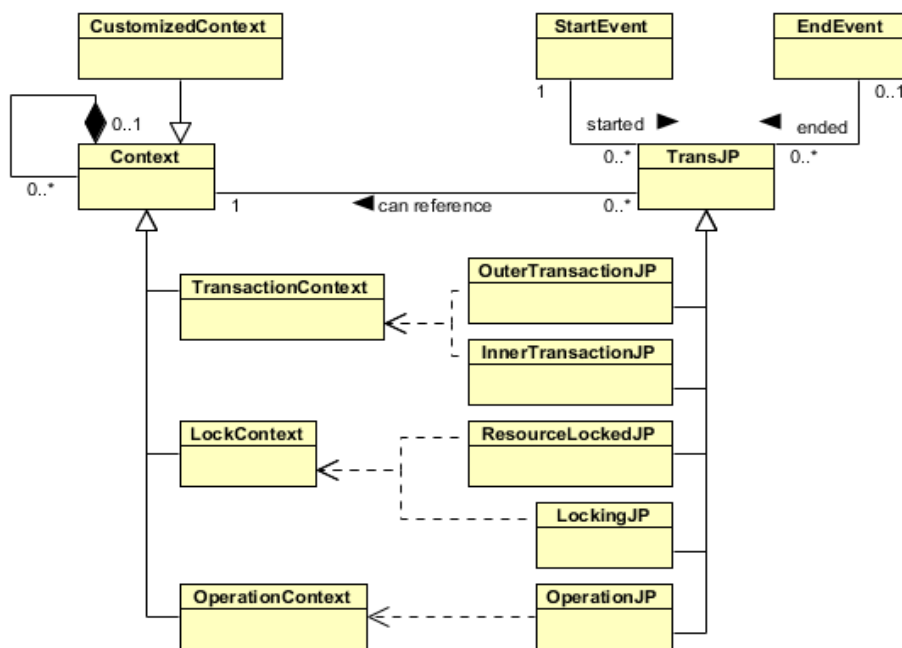 CustomizedContext
StartEvent
EndEvent
0..1
1
0..1
started
ended
Context
0..*
0..*
TransJP
0..*
1
can reference
0..*
TransactionContext
OuterTransactionJP
InnerTransactionJP
LockContext
ResourceLockedJP
LockingJP
OperationContext
OperationJP